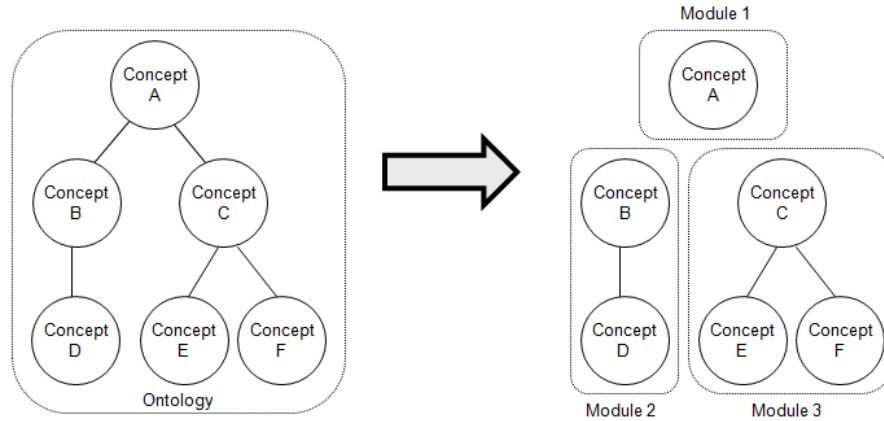 Concept
A
Concept
B
Concept
C
Concept
D
Concept
E
Concept
F
Ontology
Module 1
Concept
A
Concept
B
Concept
D
Module 2
Concept
C
Concept
E
Concept
F
Module 3